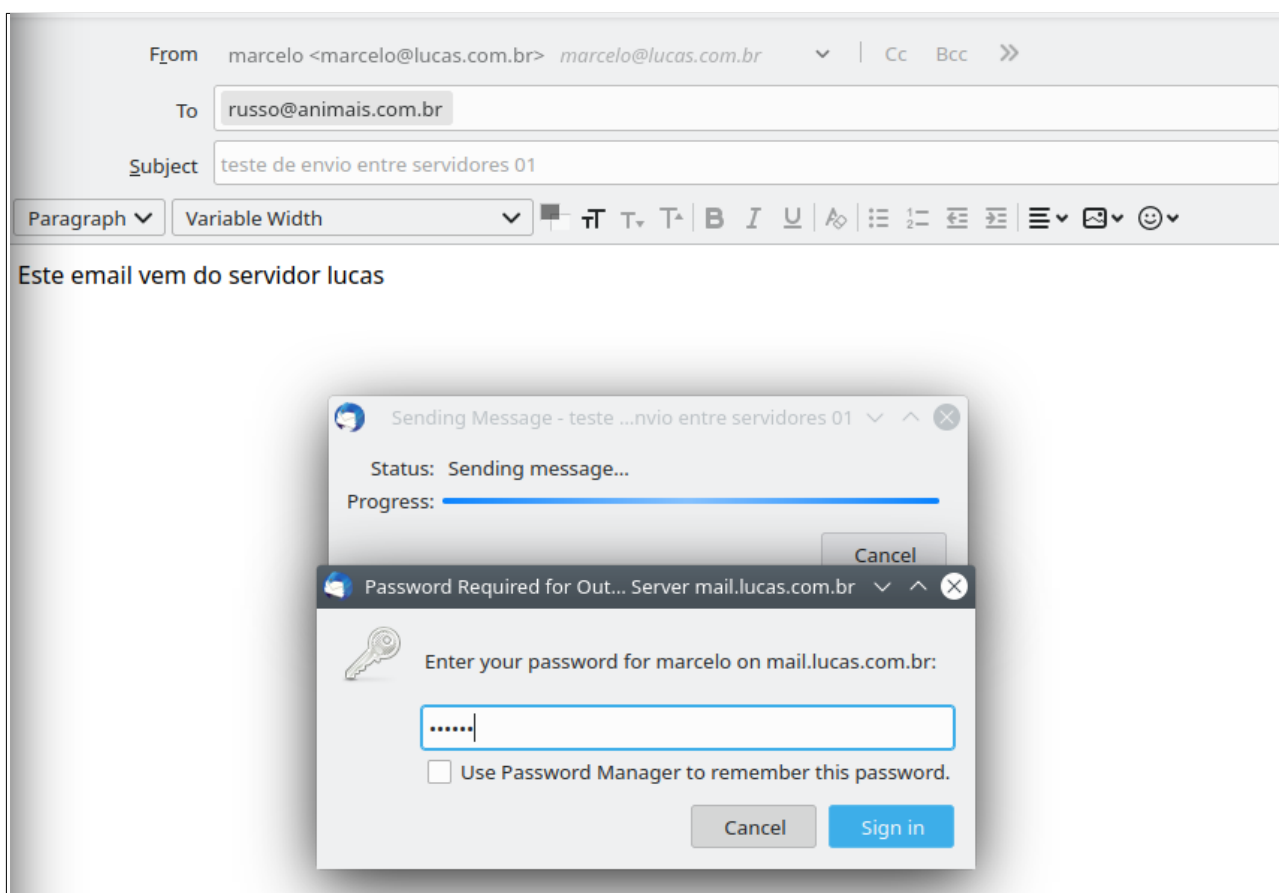 From marcelo <marcelo@lucas.com.br> marcelo@lucas.com.br Cc Bcc
To russo@animais.com.br
Subject teste de envio entre servidores 01
Paragraph Variable Width
Este email vem do servidor lucas
Sending Message - teste ...nvio entre servidores 01
Status: Sending message...
Progress:
Cancel
Password Required for Out... Server mail.lucas.com.br
Enter your password for marcelo on mail.lucas.com.br:
••••••
Use Password Manager to remember this password.
Cancel Sign in